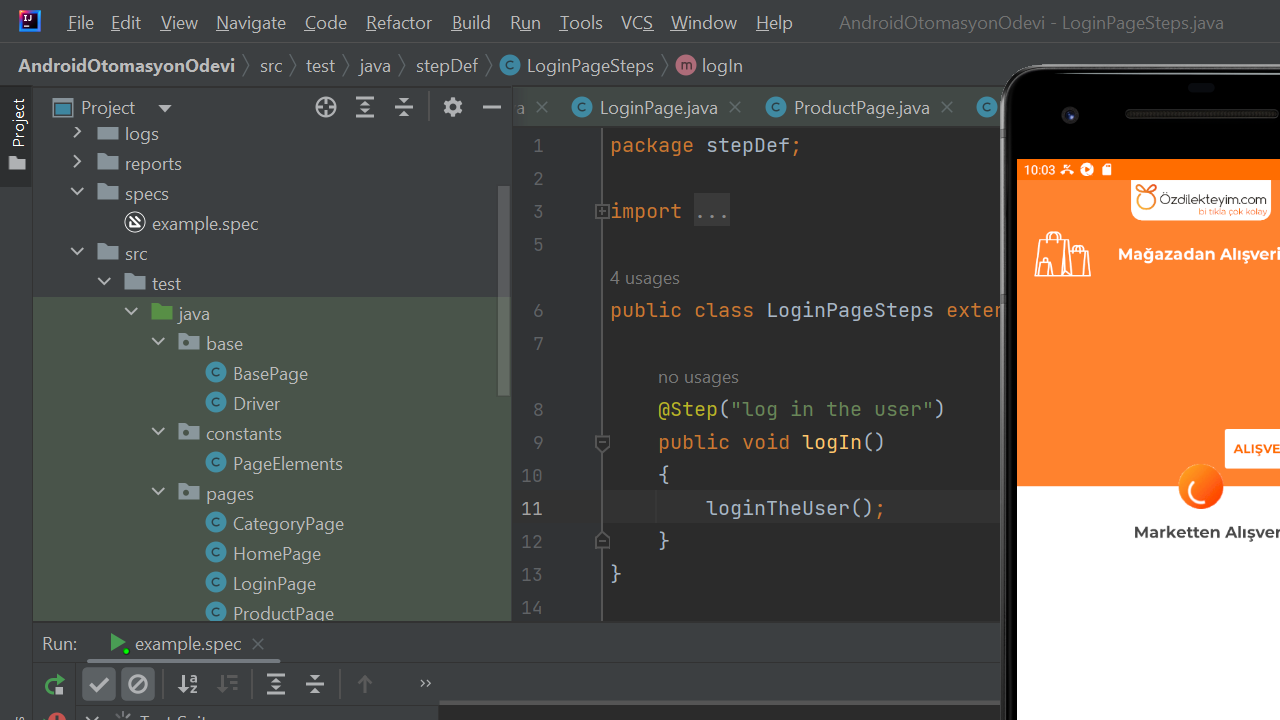 File Edit View Navigate Code Refactor Build Run Tools VCS Window Help AndroidOtomasyonOdevi - LoginPageSteps.java
AndroidOtomasyonOdevi src test java stepDef LoginPageSteps logIn
Project
Project
a LoginPage.java ProductPage.java
logs
reports
specs
example.spec
src
test
java
base
BasePage
Driver
constants
PageElements
pages
CategoryPage
HomePage
LoginPage
ProductPage
1 package stepDef;
2
3 import ...
5
4 usages
6 public class LoginPageSteps exten
7
no usages
8 @Step("log in the user")
9 public void logIn()
10 {
11 loginTheUser();
12 }
13 }
14
10:03
Özdilekteyim.com
bi tıkla çok kolay
Mağazadan Alışveri
ALIŞVE
Marketten Alışver
Run: example.spec